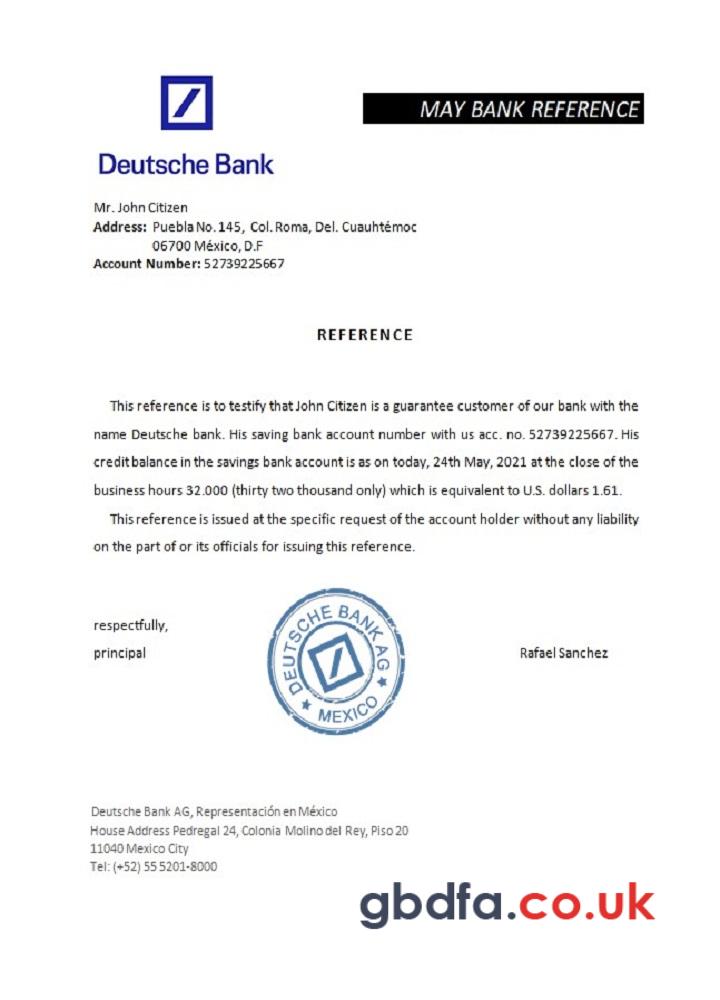 MAY BANK REFERENCE
Deutsche Bank
Mr. John Citizen
Address: Puebla No. 145, Col. Roma, Del. Cuauhtémoc
06700 México, D.F
Account Number: 52739225667
REFERENCE
This reference is to testify that John Citizen is a guarantee customer of our bank with the
name Deutsche bank. His saving bank account number with us acc. no. 52739225667. His
credit balance in the savings bank account is as on today, 24th May, 2021 at the close of the
business hours 32.000 (thirty two thousand only) which is equivalent to U.S. dollars 1.61.
This reference is issued at the specific request of the account holder without any liability
on the part of or its officials for issuing this reference.
respectfully,
principal
DEUTSCHE BANK AG
MEXICO
Rafael Sanchez
Deutsche Bank AG, Representación en México
House Address Pedregal 24, Colonia Molino del Rey, Piso 20
11040 Mexico City
Tel: (+52) 55 5201-8000
gbdfa.co.uk